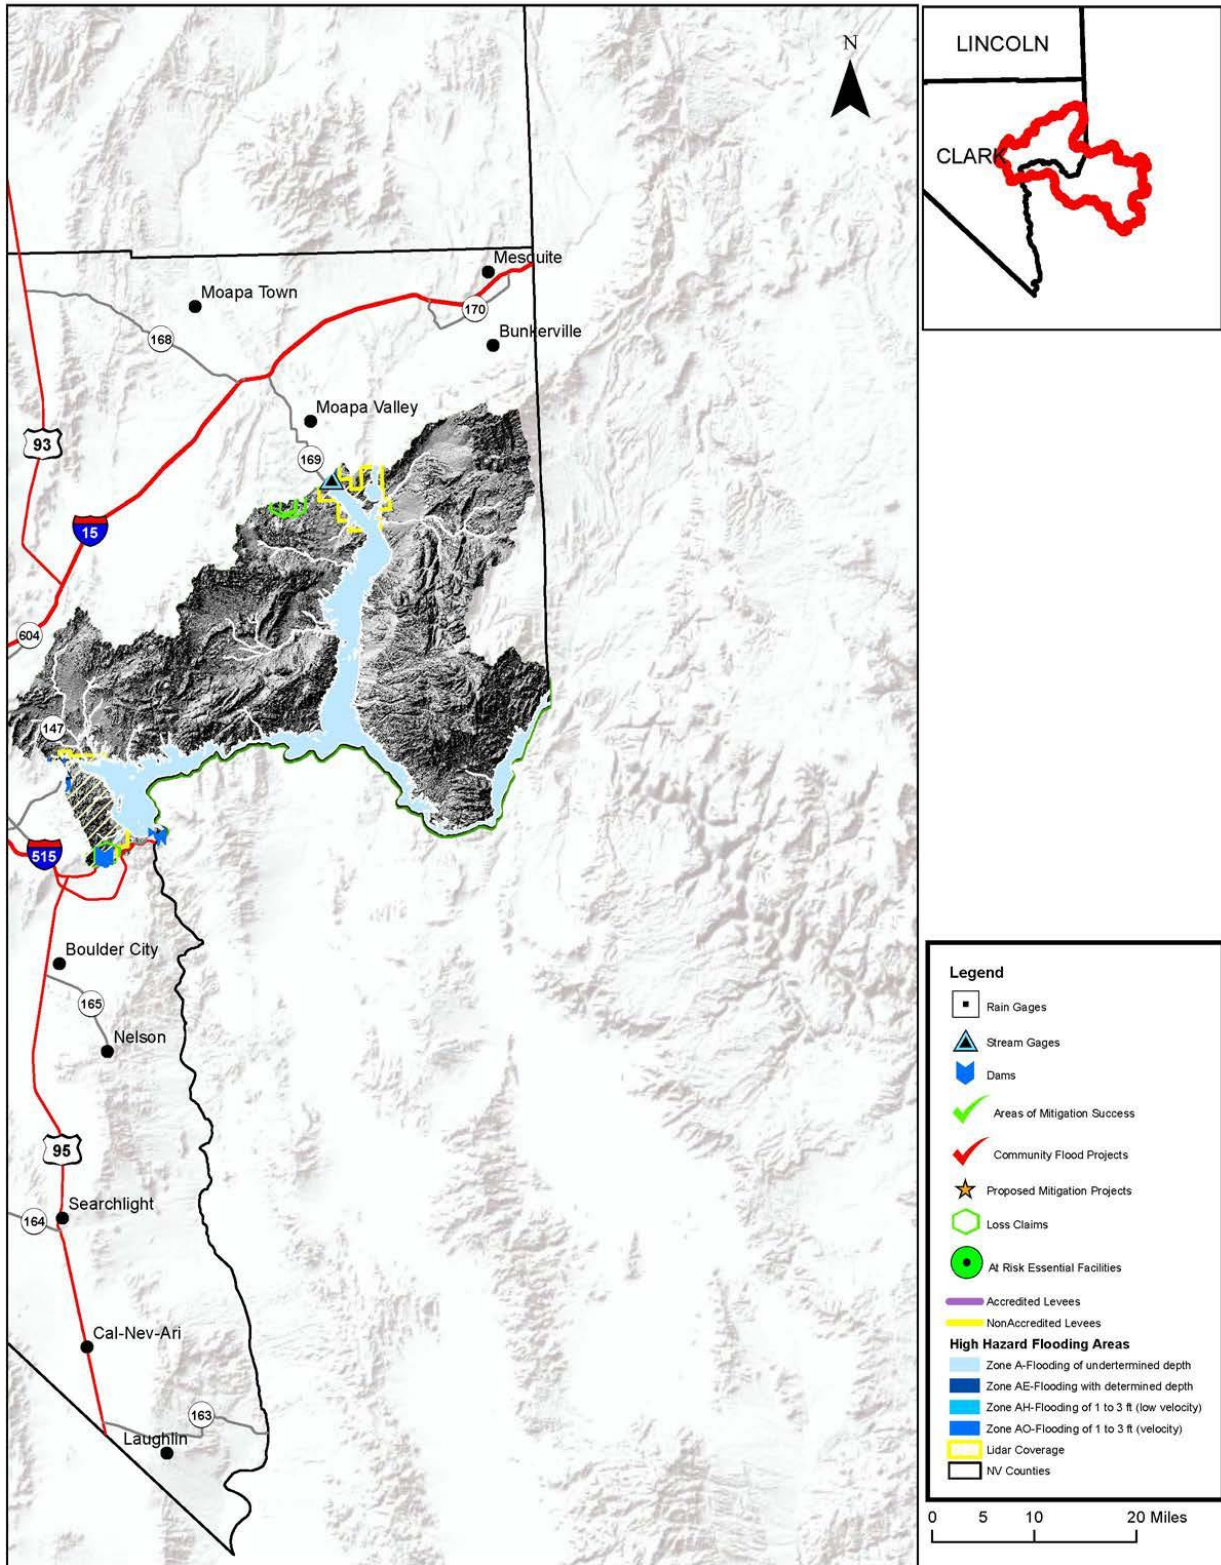 N
LINCOLN
CLARK
Mesquite
Moapa Town
170
168
Bunkerville
Moapa Valley
93
169
15
604
147
515
Boulder City
165
Nelson
95
Searchlight
164
Cal-Nev-Ari
163
Laughlin
Legend
Rain Gages
Stream Gages
Dams
Areas of Mitigation Success
Community Flood Projects
Proposed Mitigation Projects
Loss Claims
At Risk Essential Facilities
Accredited Levees
NonAccredited Levees
High Hazard Flooding Areas
Zone A-Flooding of undertermined depth
Zone AE-Flooding with determined depth
Zone AH-Flooding of 1 to 3 ft (low velocity)
Zone AO-Flooding of 1 to 3 ft (velocity)
Lidar Coverage
NV Counties
0 5 10 20 Miles